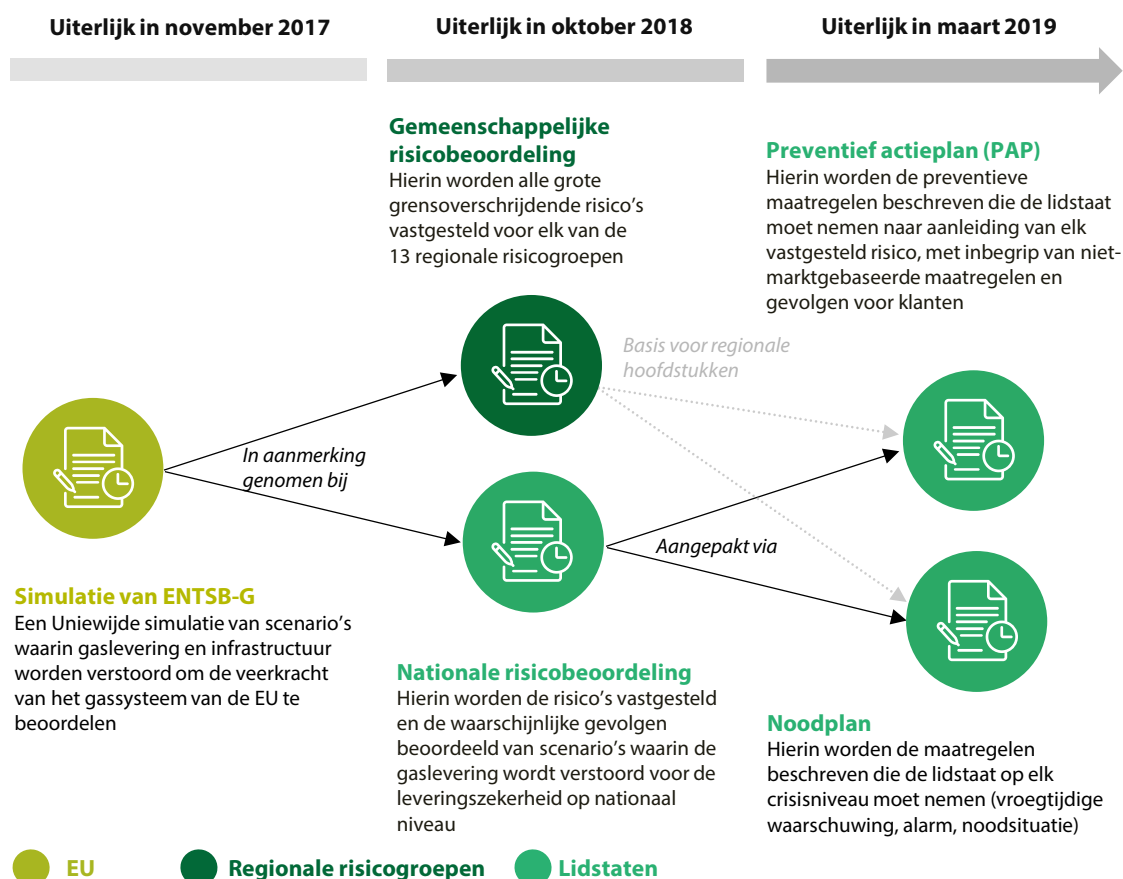 Uiterlijk in november 2017
Uiterlijk in oktober 2018
Uiterlijk in maart 2019
Gemeenschappelijke
risicobeoordeling
Hierin worden alle grote
grensoverschrijdende risico's
vastgesteld voor elk van de
13 regionale risicogroepen
Preventief actieplan (PAP)
Hierin worden de preventieve
maatregelen beschreven die de lidstaat
moet nemen naar aanleiding van elk
vastgesteld risico, met inbegrip van niet-
marktgebaseerde maatregelen en
gevolgen voor klanten
Basis voor regionale
hoofdstukken
In aanmerking
genomen bij
Aangepakt via
Simulatie van ENTSB-G
Een Uniewijde simulatie van scenario's
waarin gaslevering en infrastructuur
worden verstoord om de veerkracht
van het gassysteem van de EU te
beoordelen
Nationale risicobeoordeling
Hierin worden de risico's vastgesteld
en de waarschijnlijke gevolgen
beoordeeld van scenario's waarin de
gaslevering wordt verstoord voor de
leveringszekerheid op nationaal
niveau
Noodplan
Hierin worden de maatregelen
beschreven die de lidstaat op elk
crisisniveau moet nemen (vroegtijdige
waarschuwing, alarm, noodsituatie)
EU
Regionale risicogroepen
Lidstaten